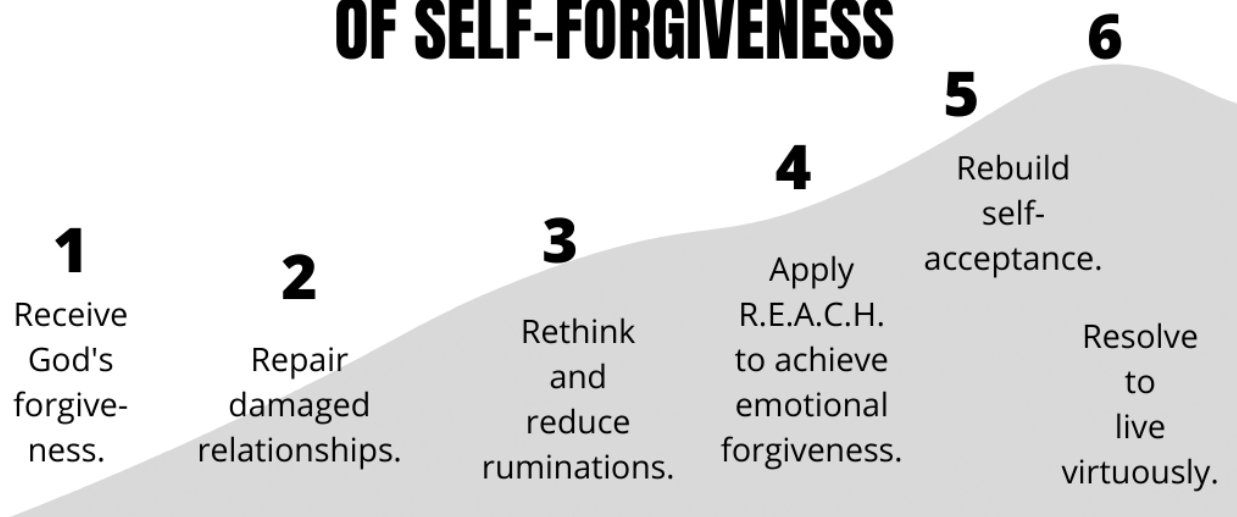 OF SELF-FORGIVENESS
1
Receive
God's
forgive-
ness.
2
Repair
damaged
relationships.
3
Rethink
and
reduce
ruminations.
4
Apply
R.E.A.C.H.
to achieve
emotional
forgiveness.
5
Rebuild
self-
acceptance.
6
Resolve
to
live
virtuously.